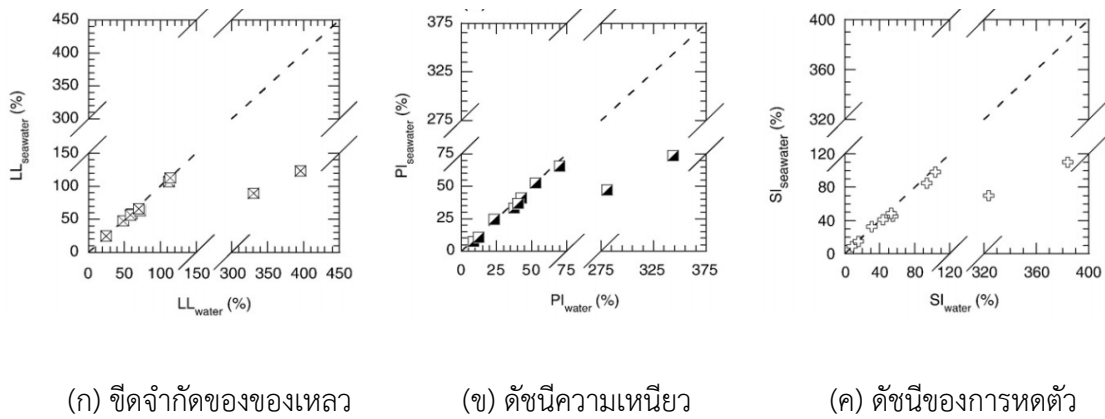 450
400
350
300
150
100
50
0
LLseawater (%)
0 50 100 150 300 350 400 450
LLwater (%)
375
325
275
75
50
25
0
PIseawater (%)
0 25 50 75 275 325 375
PIwater (%)
400
360
320
120
80
40
0
SIseawater (%)
0 40 80 120 320 360 400
SIwater (%)
(ก) ขีดจำกัดของของเหลว
(ข) ดัชนีความเหนียว
(ค) ดัชนีของการหดตัว